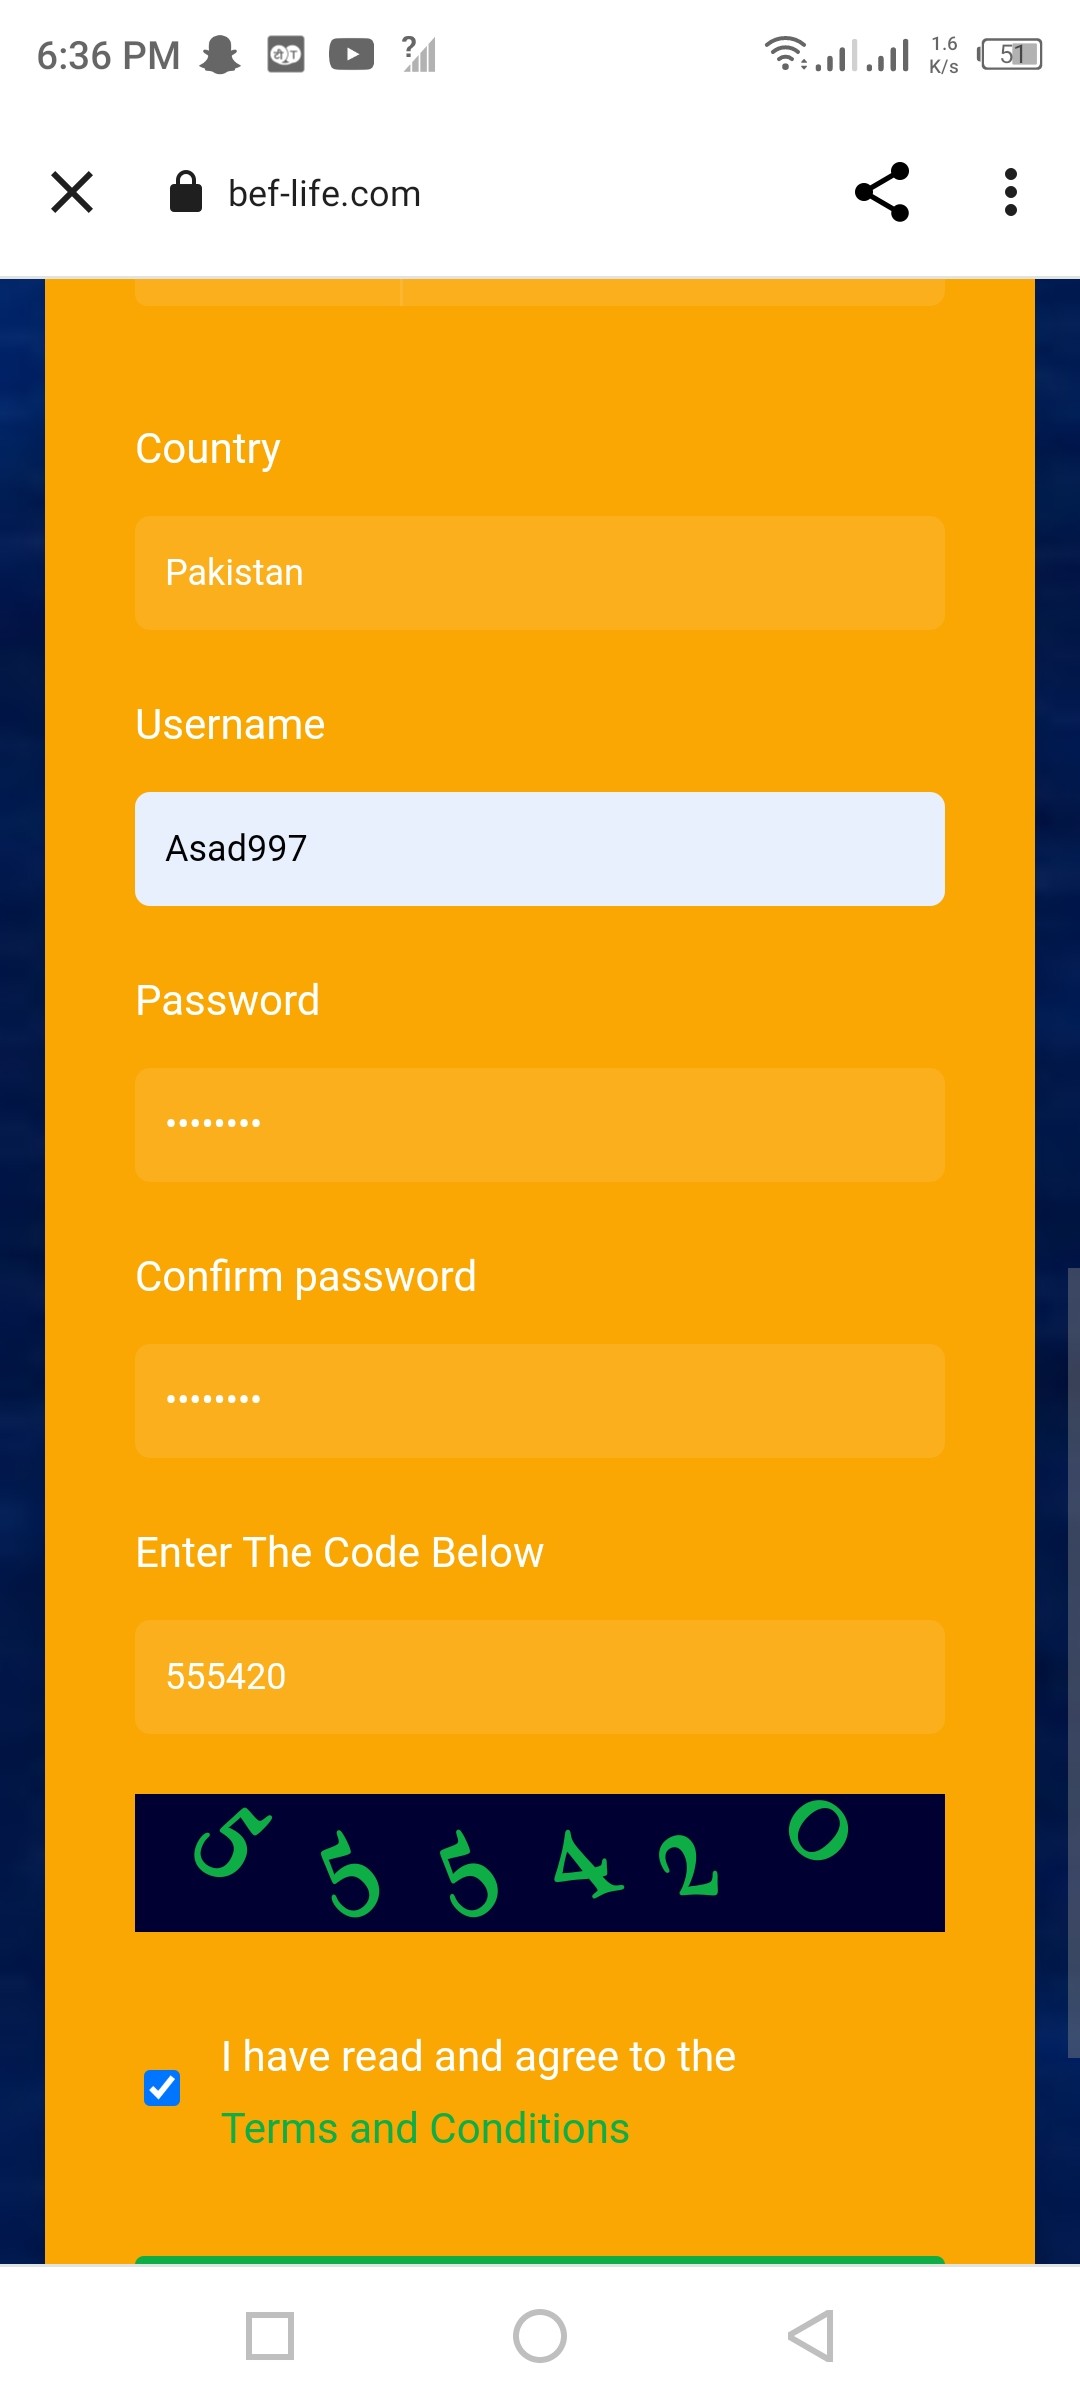 6:36 PM
1.6
K/s
51
bef-life.com
Country
Pakistan
Username
Asad997
Password
••••••••
Confirm password
••••••••
Enter The Code Below
555420
5 5 5 4 2 0
I have read and agree to the
Terms and Conditions